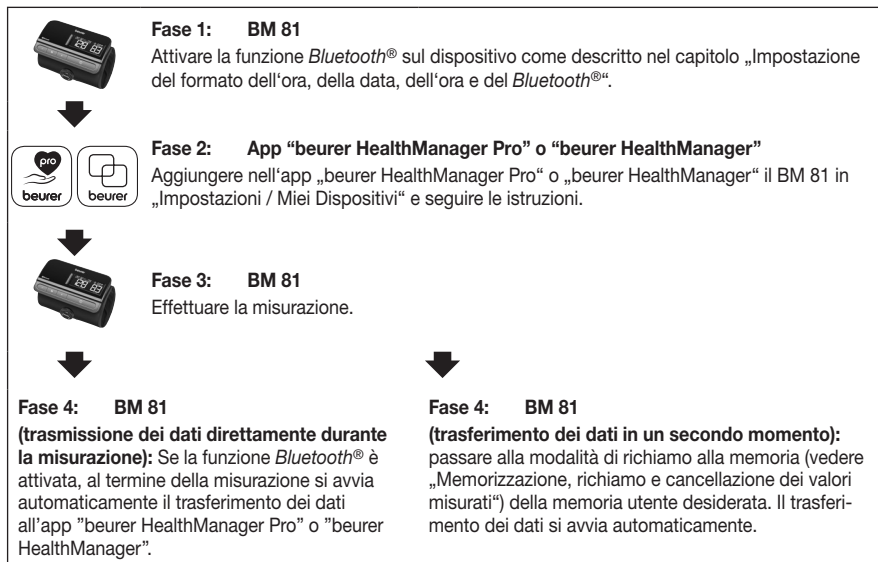 Fase 1: BM 81
Attivare la funzione Bluetooth® sul dispositivo come descritto nel capitolo „Impostazione
del formato dell'ora, della data, dell'ora e del Bluetooth®“.
pro
beurer
beurer
Fase 2: App “beurer HealthManager Pro” o “beurer HealthManager”
Aggiungere nell'app „beurer HealthManager Pro“ o „beurer HealthManager“ il BM 81 in
„Impostazioni / Miei Dispositivi“ e seguire le istruzioni.
Fase 3: BM 81
Effettuare la misurazione.
Fase 4: BM 81
(trasmissione dei dati direttamente durante
la misurazione): Se la funzione Bluetooth® è
attivata, al termine della misurazione si avvia
automaticamente il trasferimento dei dati
all'app ”beurer HealthManager Pro” o ”beurer
HealthManager”.
Fase 4: BM 81
(trasferimento dei dati in un secondo momento):
passare alla modalità di richiamo alla memoria (vedere
„Memorizzazione, richiamo e cancellazione dei valori
misurati“) della memoria utente desiderata. Il trasferi-
mento dei dati si avvia automaticamente.